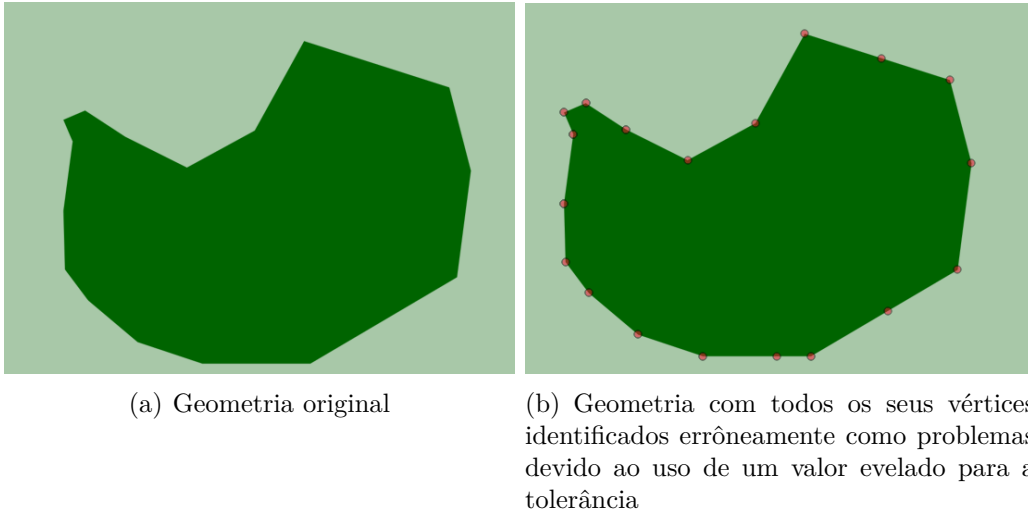 (a) Geometria original
(b) Geometria com todos os seus vértices
identificados errôneamente como problemas
devido ao uso de um valor evelado para a
tolerância